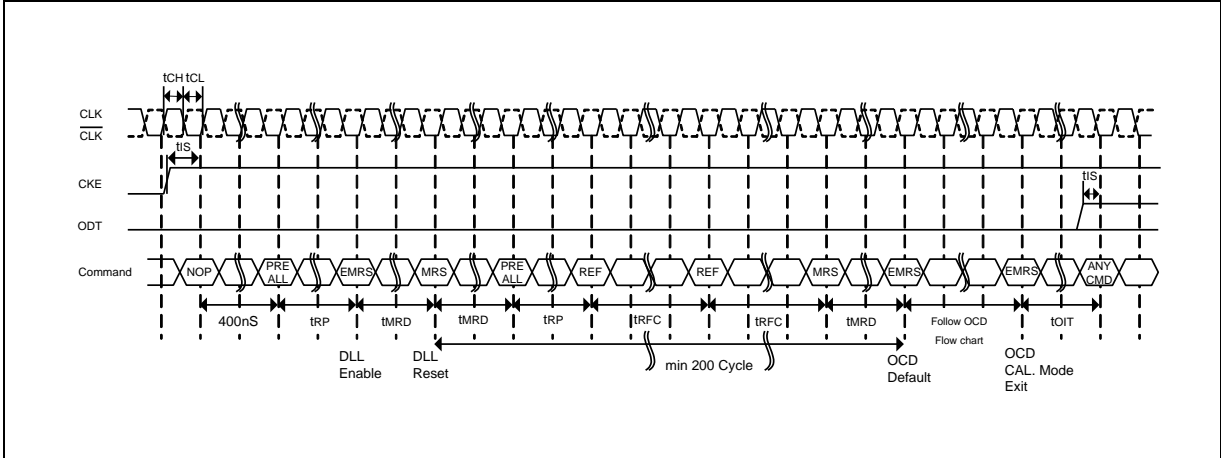 tCH tCL
CLK
CLK
tIS
CKE
tIS
ODT
Command
NOP
PRE
ALL
EMRS
MRS
PRE
ALL
REF
REF
MRS
EMRS
EMRS
ANY
CMD
400nS
tRP
tMRD
tMRD
tRP
tRFC
tRFC
tMRD
Follow OCD
Flow chart
tOIT
DLL
Enable
DLL
Reset
min 200 Cycle
OCD
Default
OCD
CAL. Mode
Exit